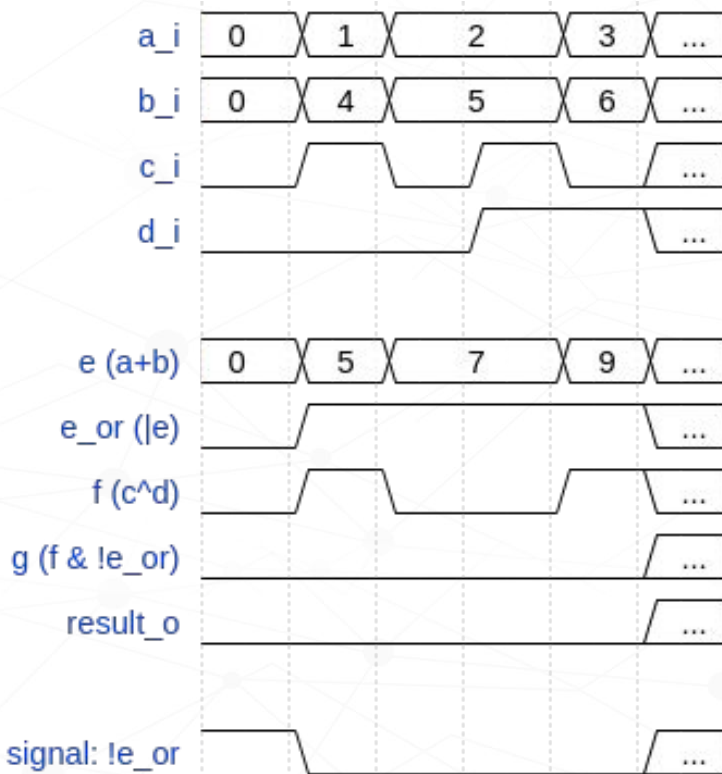 a_i 0 1 2 3 ...
b_i 0 4 5 6 ...
c_i ...
d_i ...
e (a+b) 0 5 7 9 ...
e_or (|e) ...
f (c^d) ...
g (f & !e_or) ...
result_o ...
signal: !e_or ...